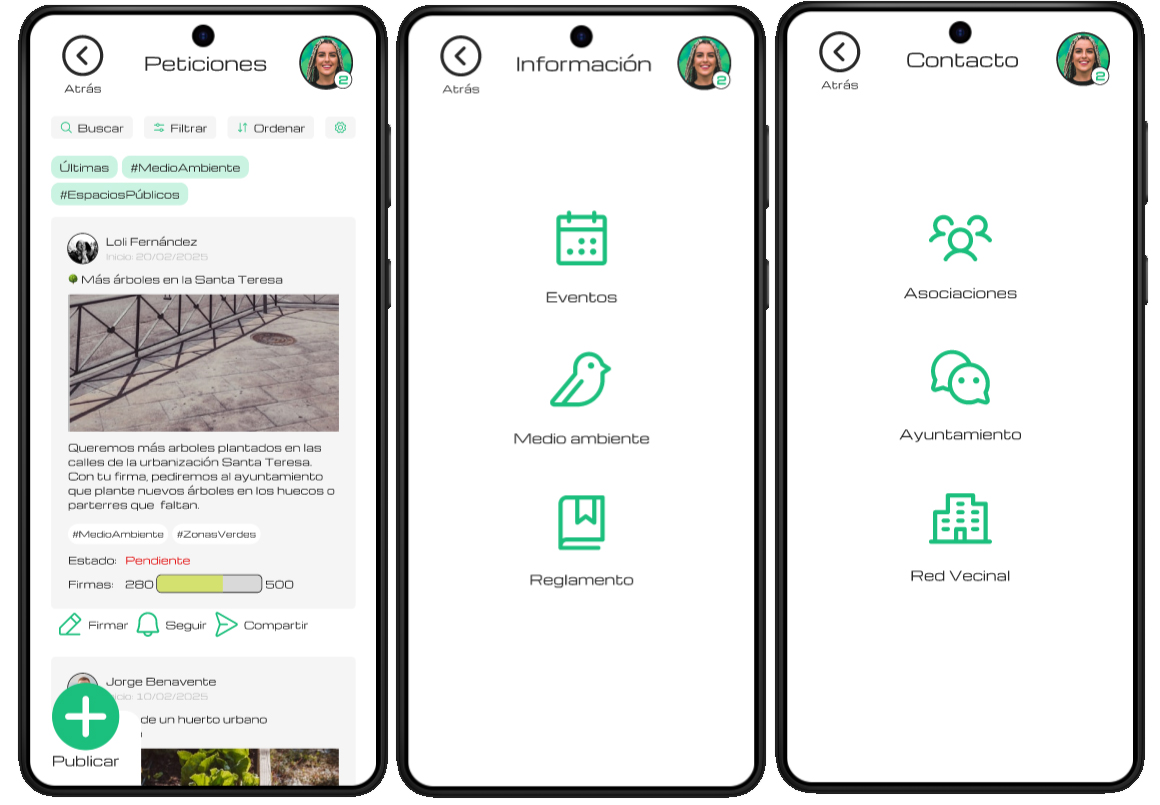 Peticiones
Atrás
2
Buscar
Filtrar
Ordenar
Últimas
#MedioAmbiente
#EspaciosPúblicos
Loli Fernández
Inicio: 20/02/2025
Más árboles en la Santa Teresa
Queremos más arboles plantados en las
calles de la urbanización Santa Teresa.
Con tu firma, pediremos al ayuntamiento
que plante nuevos árboles en los huecos o
parterres que faltan.
#MedioAmbiente #ZonasVerdes
Estado: Pendiente
Firmas: 280 500
Firmar
Seguir
Compartir
Jorge Benavente
Inicio: 10/02/2025
de un huerto urbano
Publicar
Información
Atrás
2
Eventos
Medio ambiente
Reglamento
Contacto
Atrás
2
Asociaciones
Ayuntamiento
Red Vecinal